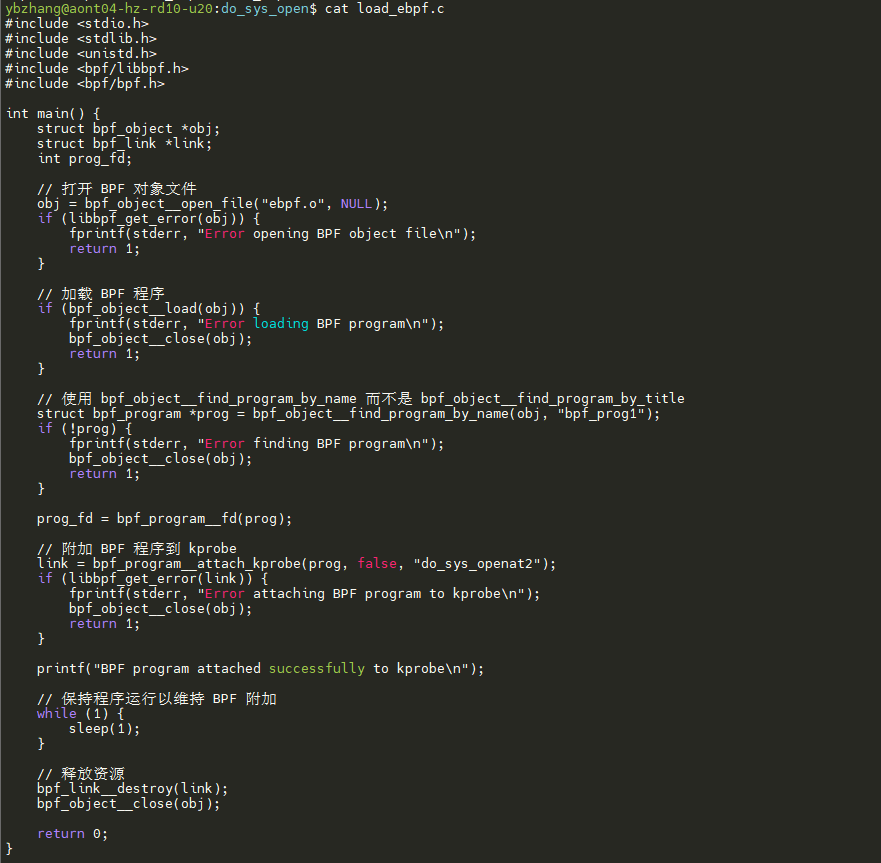 ybzhang@aont04-hz-rd10-u20:do_sys_open$ cat load_ebpf.c
#include <stdio.h>
#include <stdlib.h>
#include <unistd.h>
#include <bpf/libbpf.h>
#include <bpf/bpf.h>

int main() {
    struct bpf_object *obj;
    struct bpf_link *link;
    int prog_fd;

    // 打开 BPF 对象文件
    obj = bpf_object__open_file("ebpf.o", NULL);
    if (libbpf_get_error(obj)) {
        fprintf(stderr, "Error opening BPF object file\n");
        return 1;
    }

    // 加载 BPF 程序
    if (bpf_object__load(obj)) {
        fprintf(stderr, "Error loading BPF program\n");
        bpf_object__close(obj);
        return 1;
    }

    // 使用 bpf_object__find_program_by_name 而不是 bpf_object__find_program_by_title
    struct bpf_program *prog = bpf_object__find_program_by_name(obj, "bpf_prog1");
    if (!prog) {
        fprintf(stderr, "Error finding BPF program\n");
        bpf_object__close(obj);
        return 1;
    }

    prog_fd = bpf_program__fd(prog);

    // 附加 BPF 程序到 kprobe
    link = bpf_program__attach_kprobe(prog, false, "do_sys_openat2");
    if (libbpf_get_error(link)) {
        fprintf(stderr, "Error attaching BPF program to kprobe\n");
        bpf_object__close(obj);
        return 1;
    }

    printf("BPF program attached successfully to kprobe\n");

    // 保持程序运行以维持 BPF 附加
    while (1) {
        sleep(1);
    }

    // 释放资源
    bpf_link__destroy(link);
    bpf_object__close(obj);

    return 0;
}